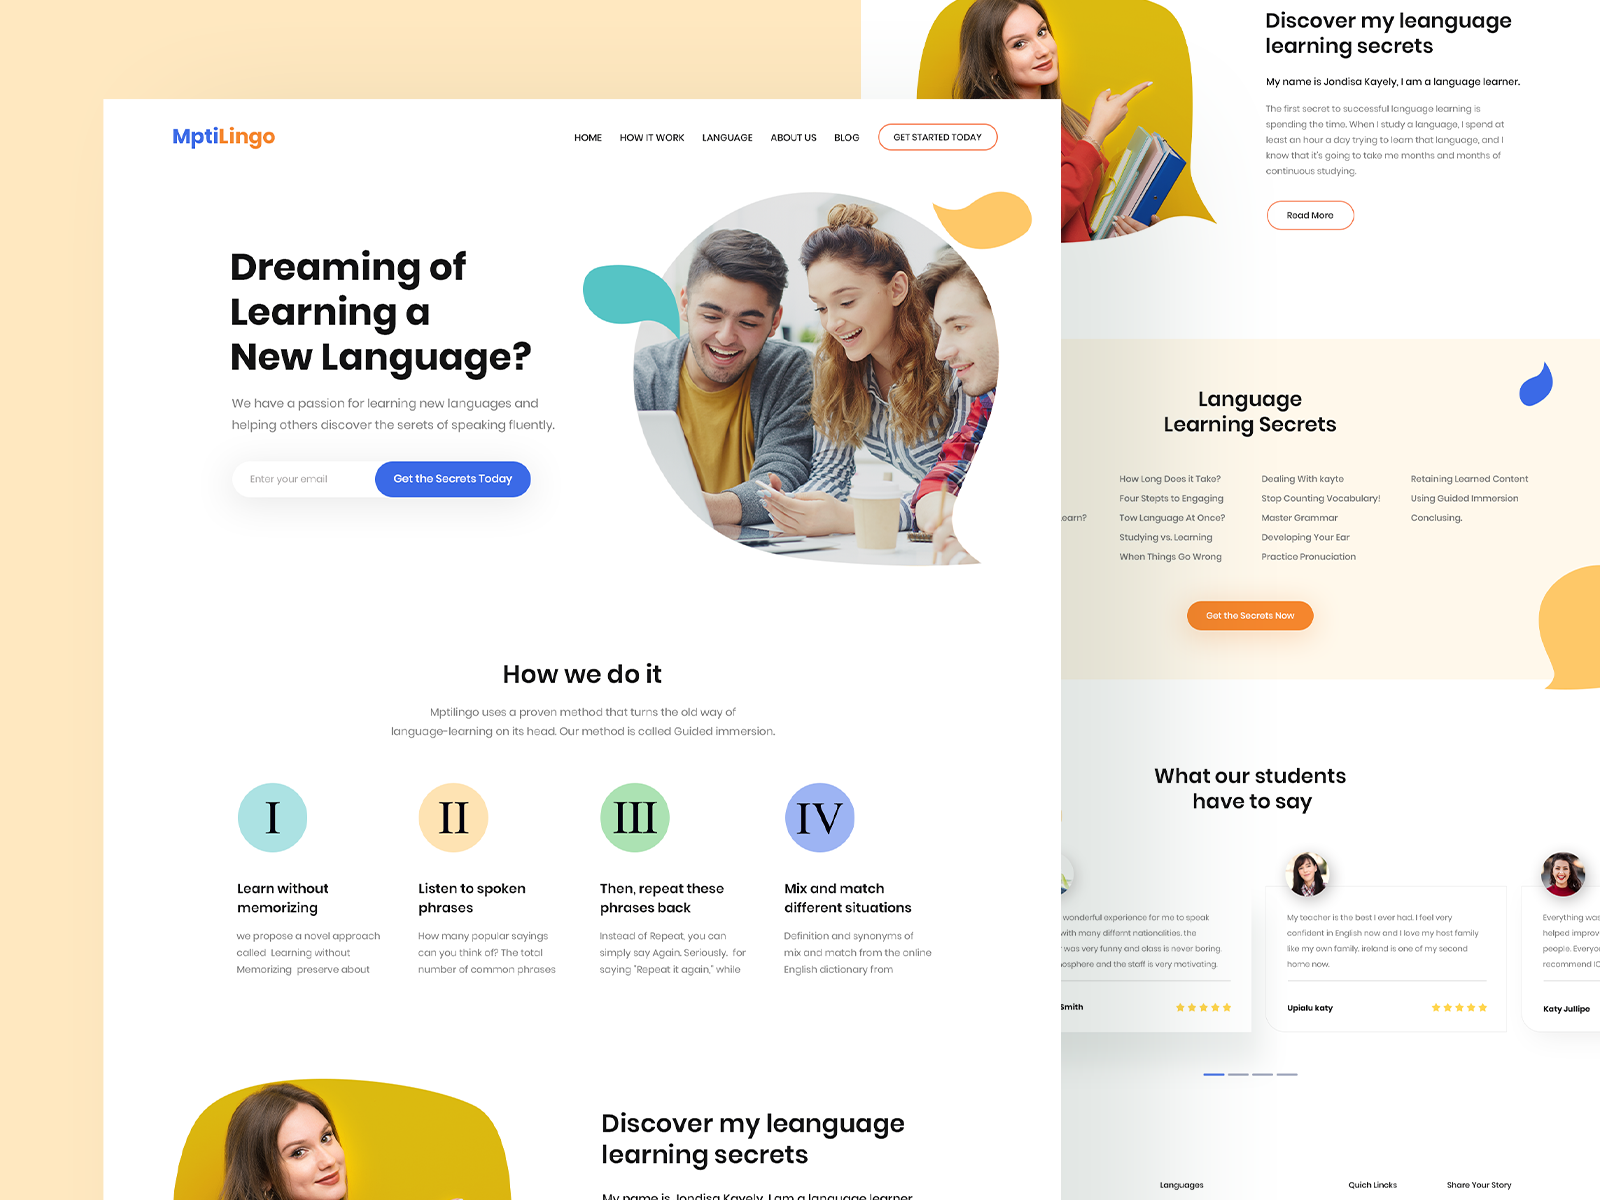 MptiLingo
HOME HOW IT WORK LANGUAGE ABOUT US BLOG GET STARTED TODAY
Dreaming of
Learning a
New Language?
We have a passion for learning new languages and
helping others discover the serets of speaking fluently.
Enter your email Get the Secrets Today
How we do it
Mptilingo uses a proven method that turns the old way of
language-learning on its head. Our method is called Guided immersion.
I
Learn without
memorizing
we propose a novel approach
called Learning without
Memorizing preserve about
II
Listen to spoken
phrases
How many popular sayings
can you think of? The total
number of common phrases
III
Then, repeat these
phrases back
Instead of Repeat, you can
simply say Again. Seriously, for
saying "Repeat it again," while
IV
Mix and match
different situations
Definition and synonyms of
mix and match from the online
English dictionary from
Discover my leanguage
learning secrets
My name is Jondisa Kayely, I am a language learner.
Discover my leanguage
learning secrets
My name is Jondisa Kayely, I am a language learner.
The first secret to successful language learning is
spending the time. When I study a language, I spend at
least an hour a day trying to learn that language, and I
know that it's going to take me months and months of
continuous studying.
Read More
Language
Learning Secrets
earn?
How Long Does it Take?
Four Stepts to Engaging
Tow Language At Once?
Studying vs. Learning
When Things Go Wrong
Dealing With kayte
Stop Counting Vocabulary!
Master Grammar
Developing Your Ear
Practice Pronuciation
Retaining Learned Content
Using Guided Immersion
Conclusing.
Get the Secrets Now
What our students
have to say
wonderful experience for me to speak
with many differnt nationalities. the
was very funny and class is never boring.
osphere and the staff is very motivating.
Smith
My teacher is the best I ever had. I feel very
confident in English now and I love my host family
like my own family. ireland is one of my second
home now.
Upialu katy
Everything was
helped improv
people. Everyo
recommend IC
Katy Jullipe
Languages Quich Lincks Share Your Story